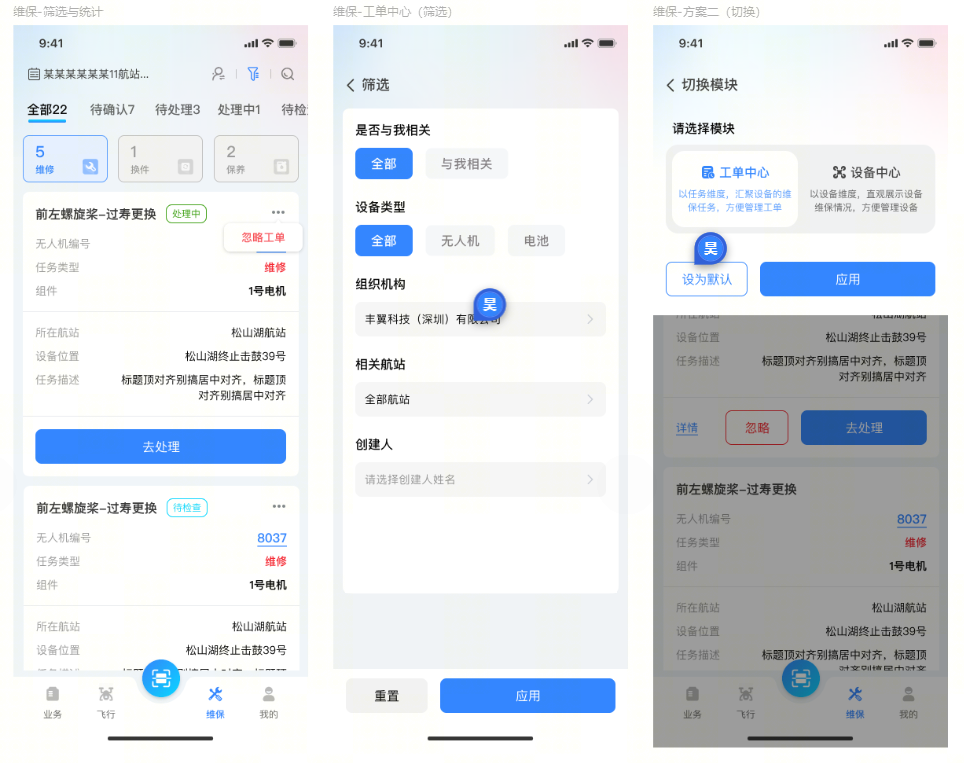 维保-筛选与统计
9:41
某某某某某某11航站...
全部22
待确认7
待处理3
处理中1
待检
5
维修
1
换件
2
保养
前左螺旋桨-过寿更换
处理中
无人机编号
忽略工单
任务类型
维修
组件
1号电机
所在航站
松山湖航站
设备位置
松山湖终止击鼓39号
任务描述
标题顶对齐别搞居中对齐，标题顶
对齐别搞居中对齐
去处理
前左螺旋桨-过寿更换
待检查
无人机编号
8037
任务类型
维修
组件
1号电机
所在航站
松山湖航站
设备位置
松山湖终止击鼓39号
业务
飞行
维保
我的
维保-工单中心（筛选）
9:41
筛选
是否与我相关
全部
与我相关
设备类型
全部
无人机
电池
组织机构
丰翼科技（深圳）有限公司
昊
相关航站
全部航站
创建人
请选择创建人姓名
重置
应用
维保-方案二（切换）
9:41
切换模块
请选择模块
工单中心
以任务维度，汇聚设备的维
保任务，方便管理工单
设备中心
以设备维度，直观展示设备
维保情况，方便管理设备
昊
设为默认
应用
所在航站
松山湖航站
设备位置
松山湖终止击鼓39号
任务描述
标题顶对齐别搞居中对齐，标题顶
对齐别搞居中对齐
详情
忽略
去处理
前左螺旋桨-过寿更换
无人机编号
8037
任务类型
维修
组件
1号电机
所在航站
松山湖航站
设备位置
松山湖终止击鼓39号
任务描述
标题顶对齐别搞居中对齐，标题顶
业务
飞行
维保
我的